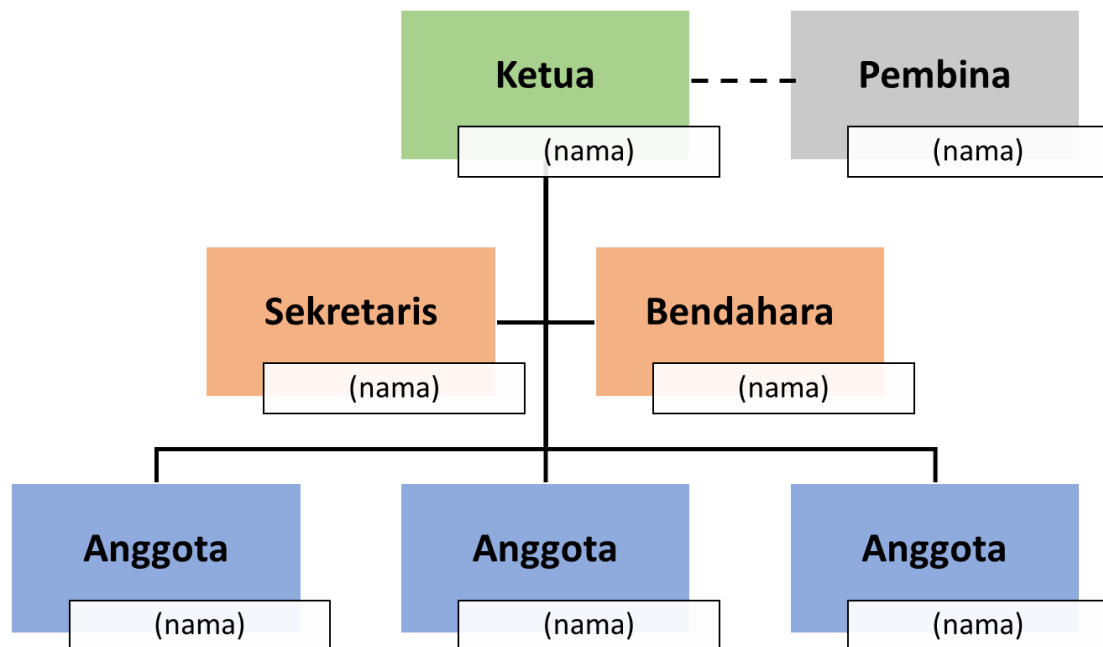 Ketua
(nama)
Pembina
(nama)
Sekretaris
(nama)
Bendahara
(nama)
Anggota
(nama)
Anggota
(nama)
Anggota
(nama)